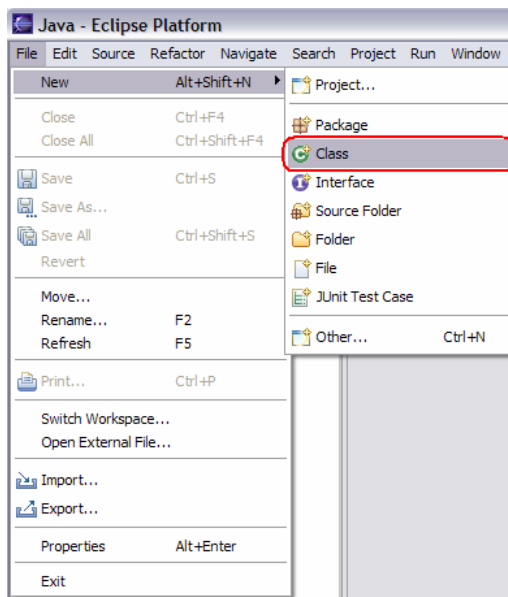 Java - Eclipse Platform
File Edit Source Refactor Navigate Search Project Run Window
New Alt+Shift+N
Close Ctrl+F4
Close All Ctrl+Shift+F4
Save Ctrl+S
Save As...
Save All Ctrl+Shift+S
Revert
Move...
Rename... F2
Refresh F5
Print... Ctrl+P
Switch Workspace...
Open External File...
Import...
Export...
Properties Alt+Enter
Exit
Project...
Package
Class
Interface
Source Folder
Folder
File
JUnit Test Case
Other... Ctrl+N